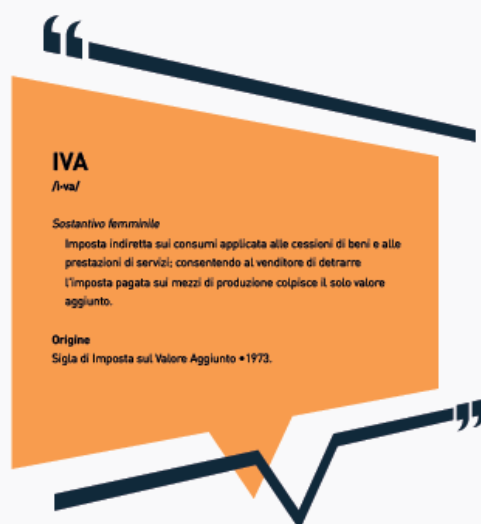 IVA
/ì·va/
Sostantivo femminile
Imposta indiretta sui consumi applicata alle cessioni di beni e alle
prestazioni di servizi; consentendo al venditore di detrarre
l'imposta pagata sui mezzi di produzione colpisce il solo valore
aggiunto.
Origine
Sigla di Imposta sul Valore Aggiunto •1973.